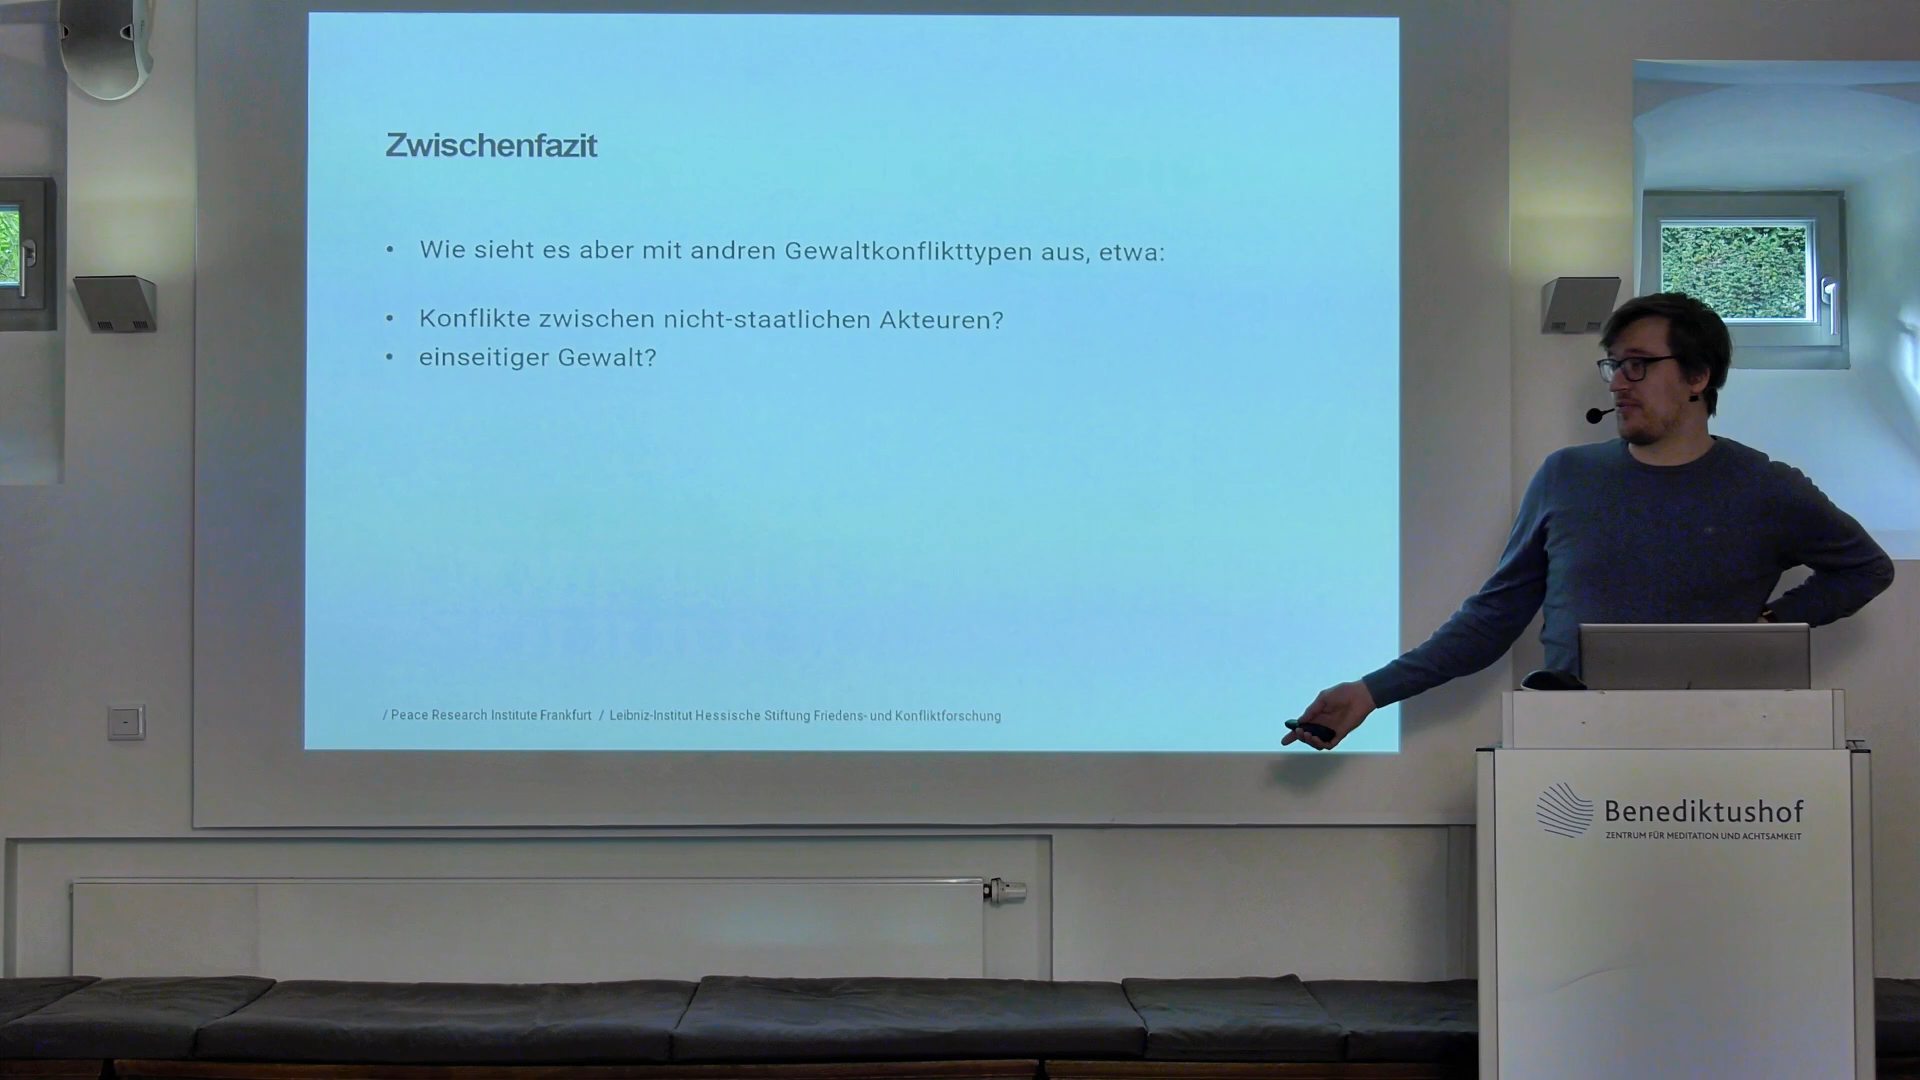 Zwischenfazit
• Wie sieht es aber mit andren Gewaltkonflikttypen aus, etwa:
• Konflikte zwischen nicht-staatlichen Akteuren?
• einseitiger Gewalt?
/ Peace Research Institute Frankfurt / Leibniz-Institut Hessische Stiftung Friedens- und Konfliktforschung
Benediktushof
ZENTRUM FÜR MEDITATION UND ACHTSAMKEIT